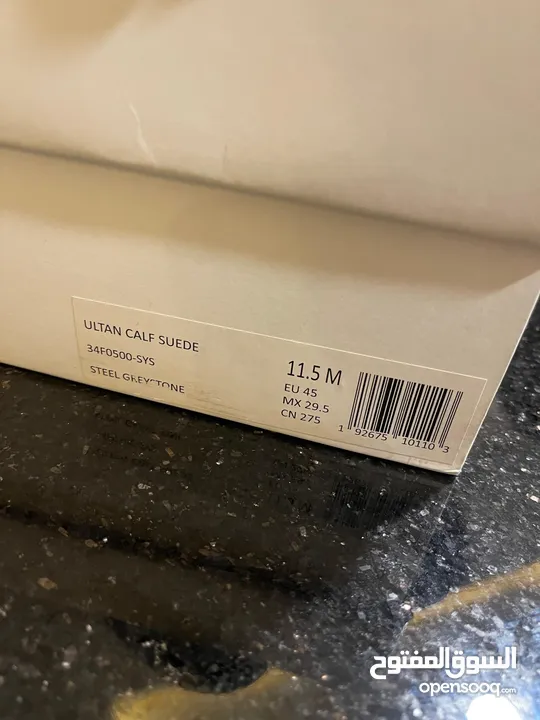 ULTAN CALF SUEDE
34F0500-SYS
STEEL GREYSTONE
11.5 M
EU 45
MX 29.5
CN 275
1 92675 10110 3
السوق المفتوح
opensooq.com